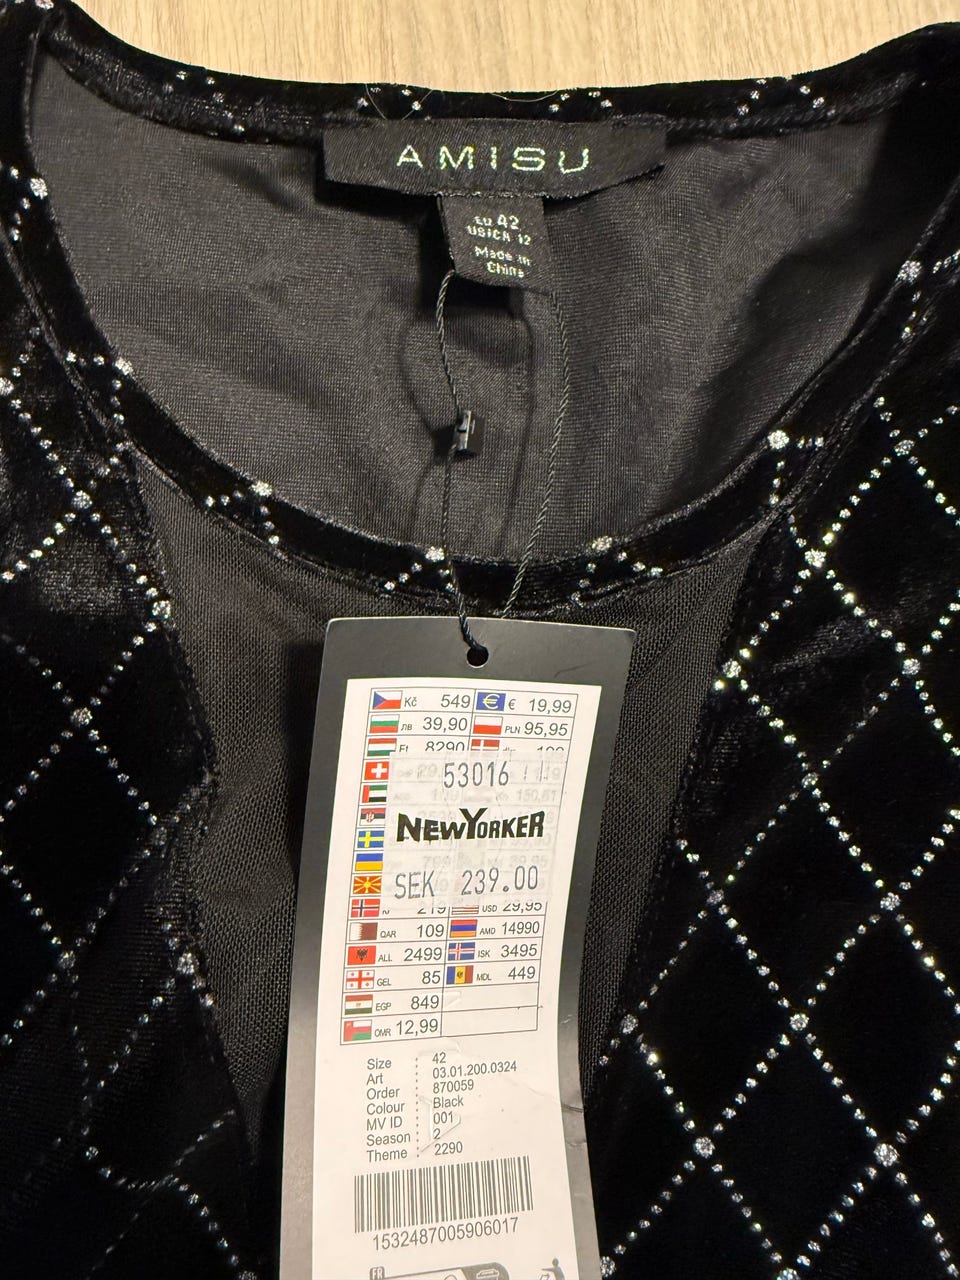 AMISU
EU 42
US/CA 12
Made in
China
Kč 549 € 19,99
ЛВ 39,90 PLN 95,95
Ft 8290
53016
NEWYORKER
SEK 239.00
219 USD 29,95
QAR 109 AMD 14990
ALL 2499 ISK 3495
GEL 85 MDL 449
EGP 849
OMR 12,99
Size : 42
Art : 03.01.200.0324
Order : 870059
Colour : Black
MV ID : 001
Season : 2
Theme : 2290
1532487005906017
FR